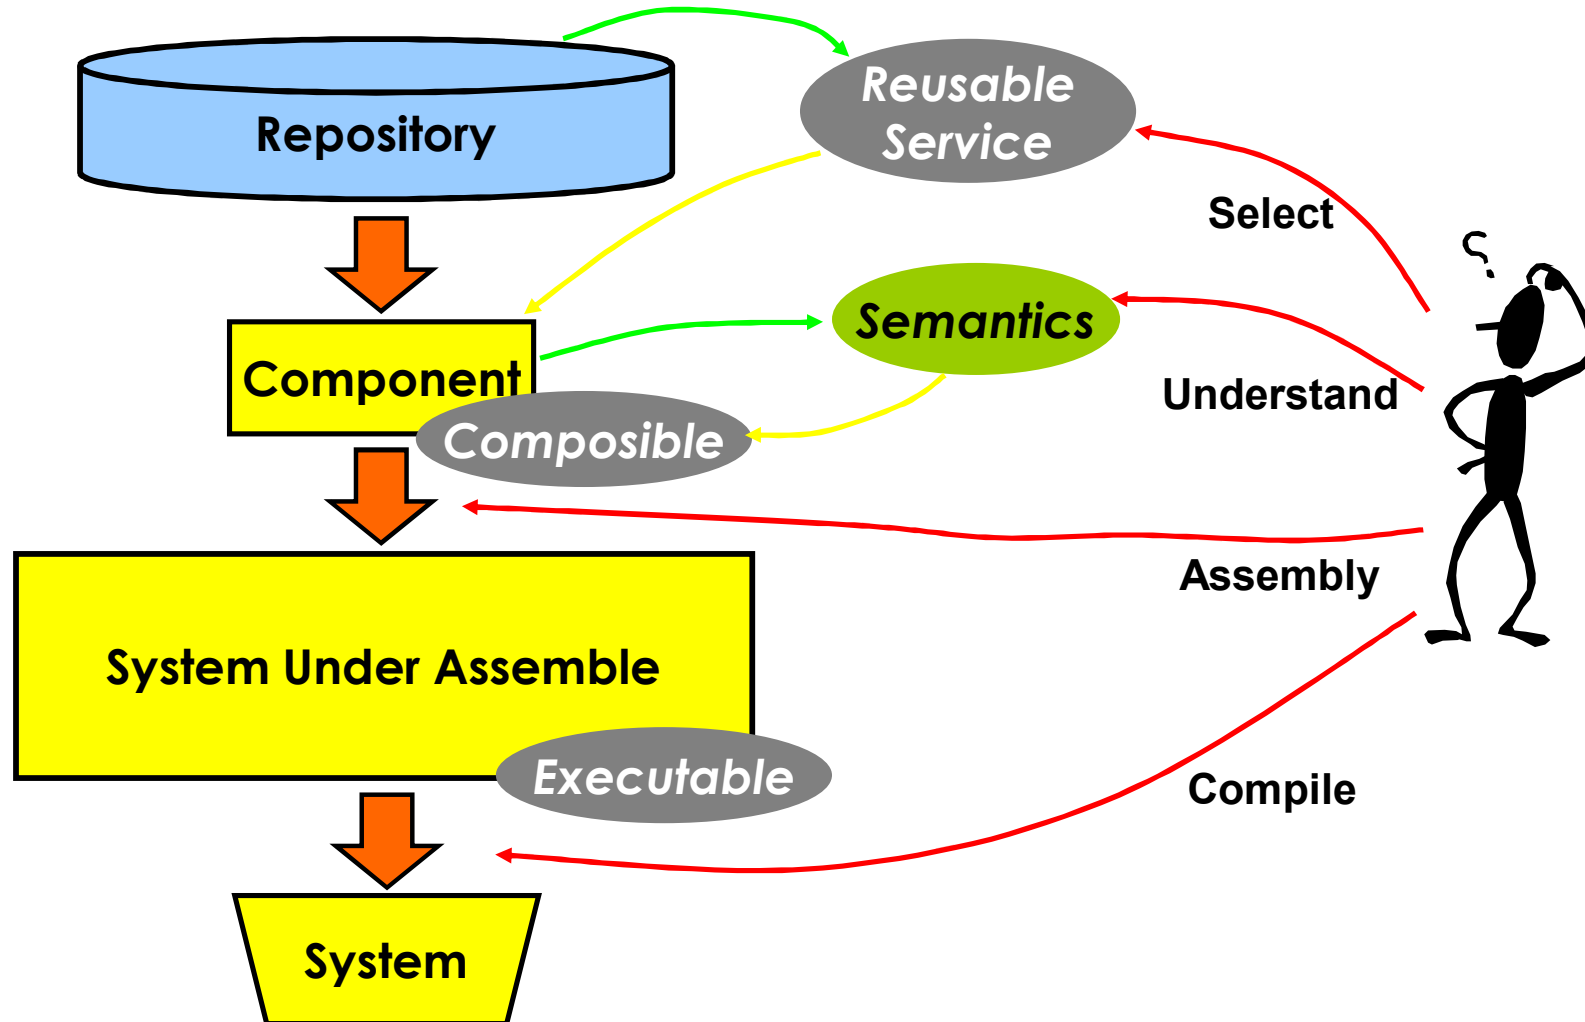 Repository
Reusable
Service
Select
Semantics
Component
Understand
Composible
Assembly
System Under Assemble
Executable
Compile
System
?